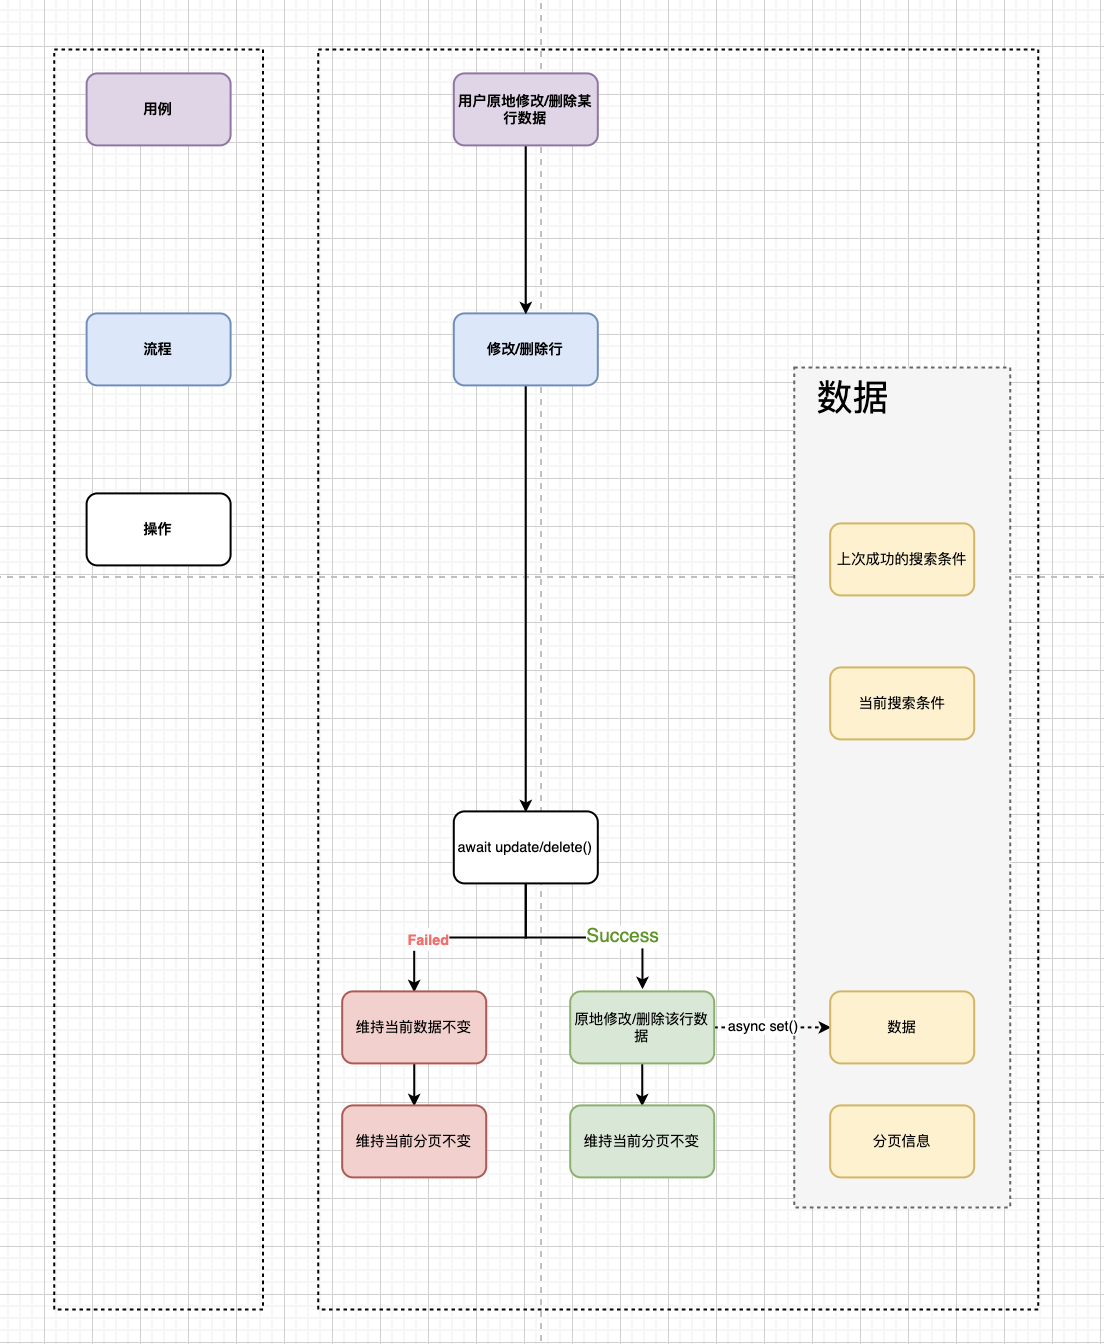 用例
用户原地修改/删除某
行数据
流程
修改/删除行
数据
操作
上次成功的搜索条件
当前搜索条件
await update/delete()
Failed
Success
维持当前数据不变
原地修改/删除该行数
据
async set()
数据
维持当前分页不变
维持当前分页不变
分页信息